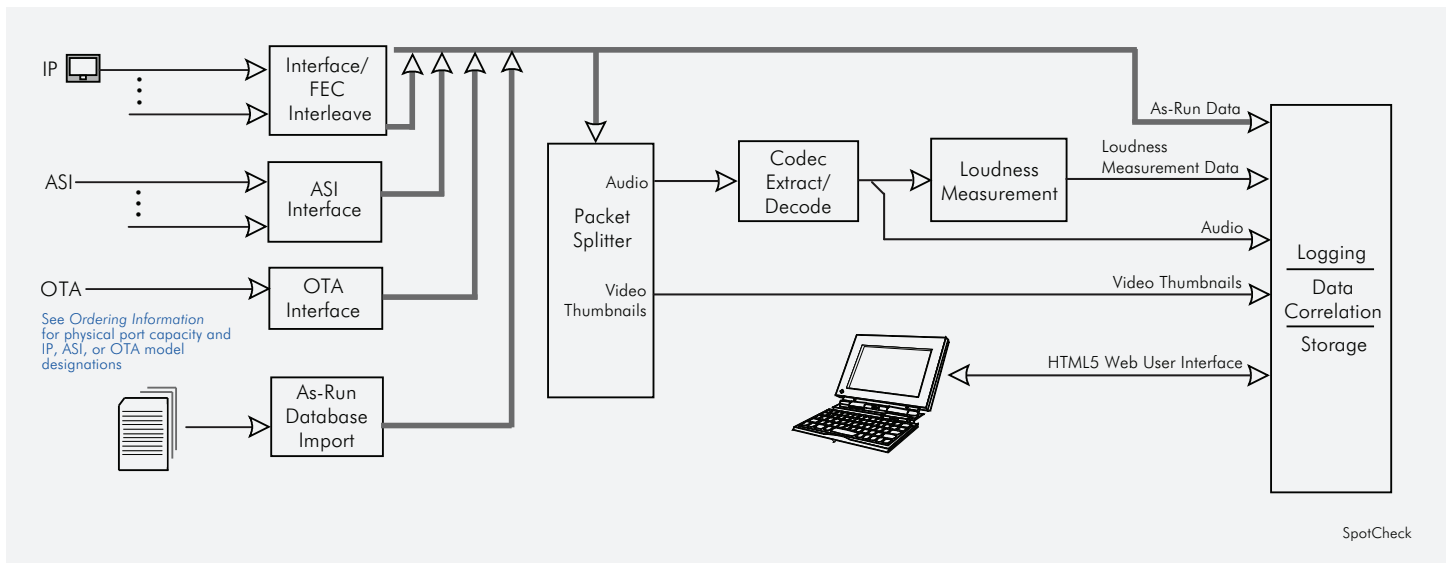 IP
Interface/
FEC
Interleave
ASI
ASI
Interface
OTA
OTA
Interface
See Ordering Information
for physical port capacity and
IP, ASI, or OTA model
designations
As-Run
Database
Import
Audio
Packet
Splitter
Video
Thumbnails
Codec
Extract/
Decode
Loudness
Measurement
As-Run Data
Loudness
Measurement Data
Audio
Video Thumbnails
HTML5 Web User Interface
Logging
Data
Correlation
Storage
SpotCheck